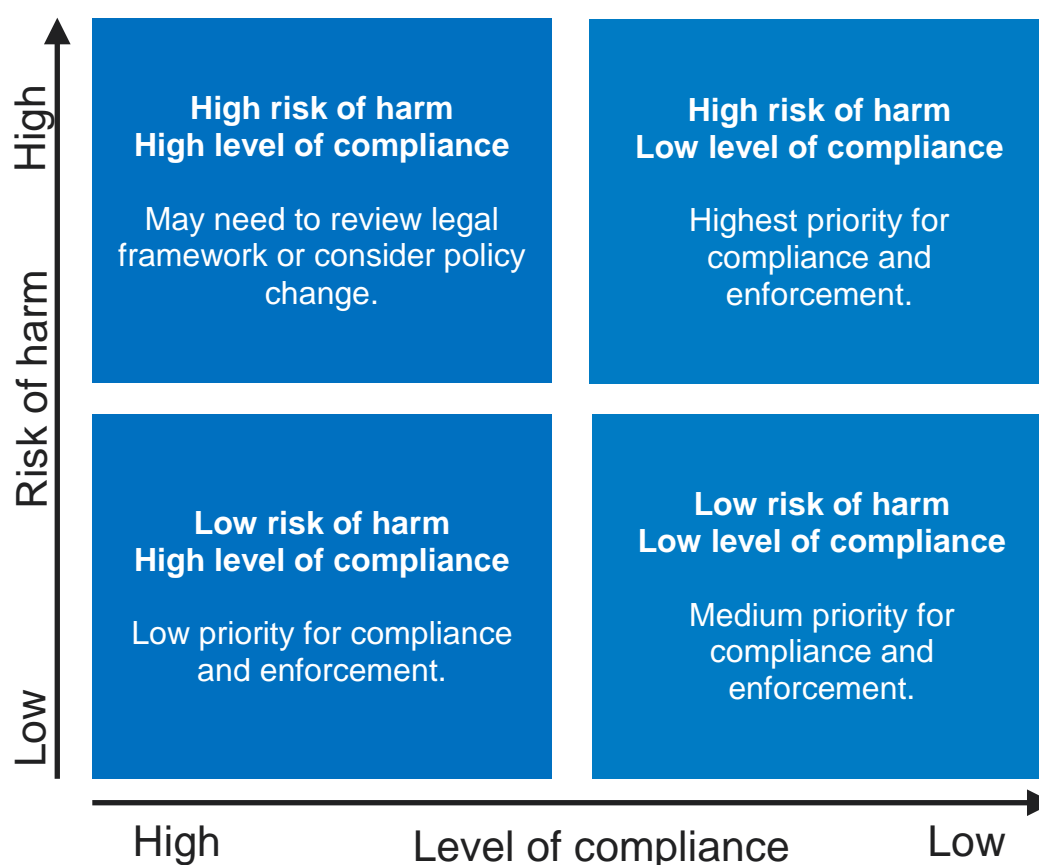 High
Risk of harm
Low
High risk of harm
High level of compliance
May need to review legal
framework or consider policy
change.
High risk of harm
Low level of compliance
Highest priority for
compliance and
enforcement.
Low risk of harm
High level of compliance
Low priority for compliance
and enforcement.
Low risk of harm
Low level of compliance
Medium priority for
compliance and
enforcement.
High
Level of compliance
Low